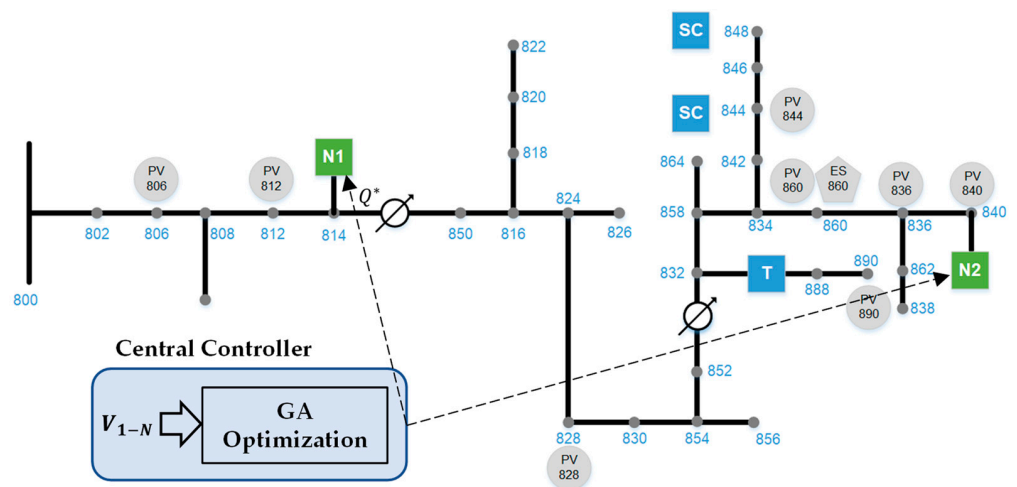 SC
848
822
846
820
SC
844
PV
844
N1
818
864
842
PV
806
PV
812
Q*
PV
860
ES
860
PV
836
PV
840
824
802
806
808
812
814
850
816
826
858
834
860
836
840
832
T
888
890
862
N2
800
PV
890
838
Central Controller
852
V1−N
GA
Optimization
828
830
854
856
PV
828